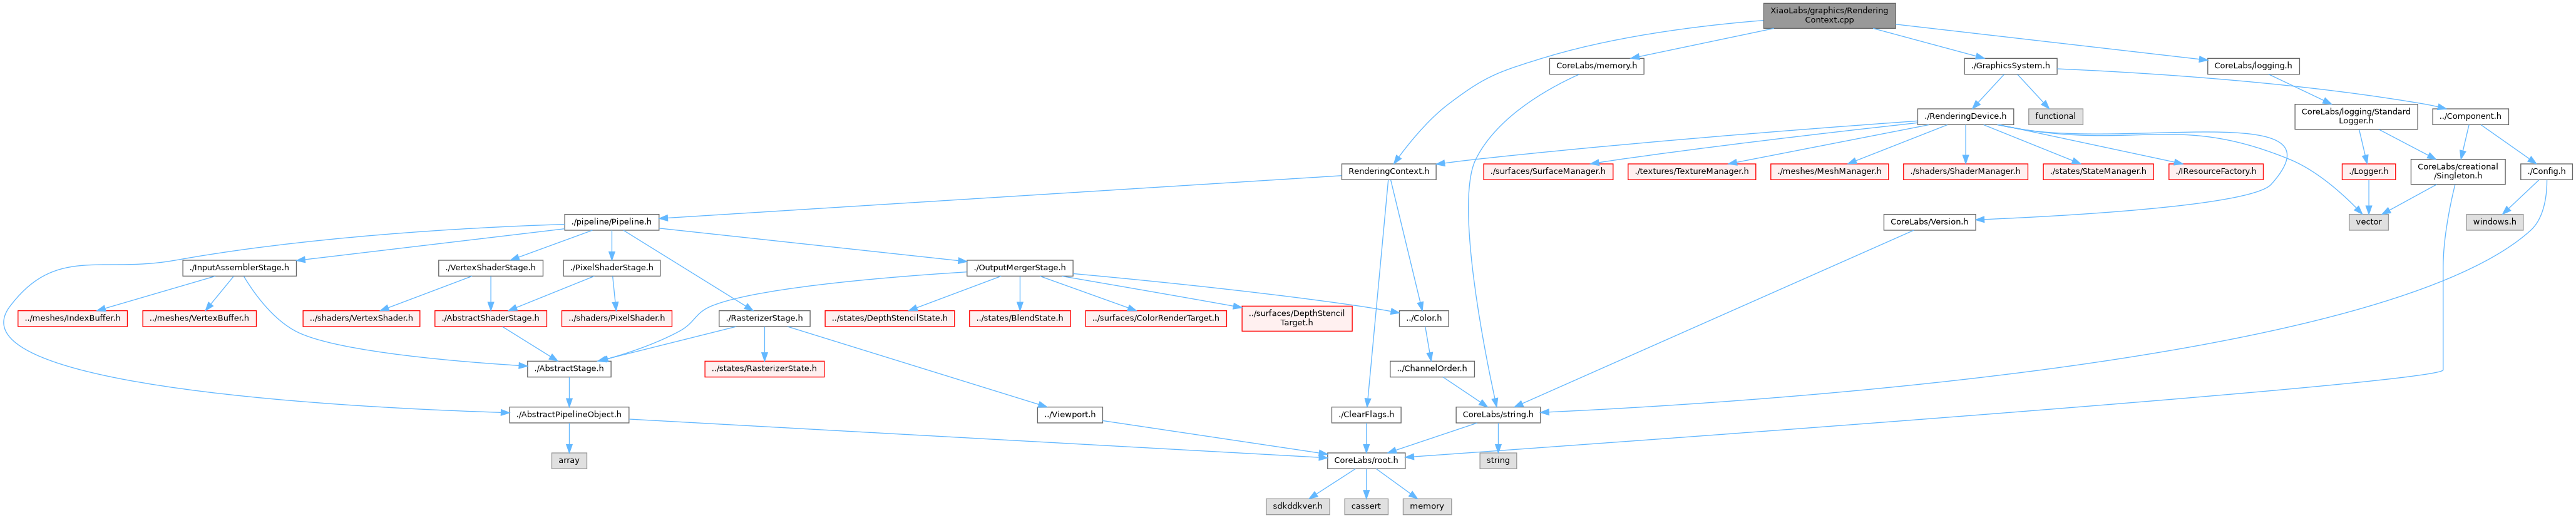 XiaoLabs/graphics/Rendering
Context.cpp
CoreLabs/memory.h
./GraphicsSystem.h
CoreLabs/logging.h
./RenderingDevice.h
functional
CoreLabs/logging/Standard
Logger.h
../Component.h
RenderingContext.h
./surfaces/SurfaceManager.h
./textures/TextureManager.h
./meshes/MeshManager.h
./shaders/ShaderManager.h
./states/StateManager.h
./IResourceFactory.h
./Logger.h
CoreLabs/creational
/Singleton.h
./Config.h
./pipeline/Pipeline.h
CoreLabs/Version.h
vector
windows.h
./InputAssemblerStage.h
./VertexShaderStage.h
./PixelShaderStage.h
./OutputMergerStage.h
../meshes/IndexBuffer.h
../meshes/VertexBuffer.h
../shaders/VertexShader.h
./AbstractShaderStage.h
../shaders/PixelShader.h
./RasterizerStage.h
../states/DepthStencilState.h
../states/BlendState.h
../surfaces/ColorRenderTarget.h
../surfaces/DepthStencil
Target.h
../Color.h
./AbstractStage.h
../states/RasterizerState.h
../ChannelOrder.h
./AbstractPipelineObject.h
../Viewport.h
./ClearFlags.h
CoreLabs/string.h
array
CoreLabs/root.h
string
sdkddkver.h
cassert
memory